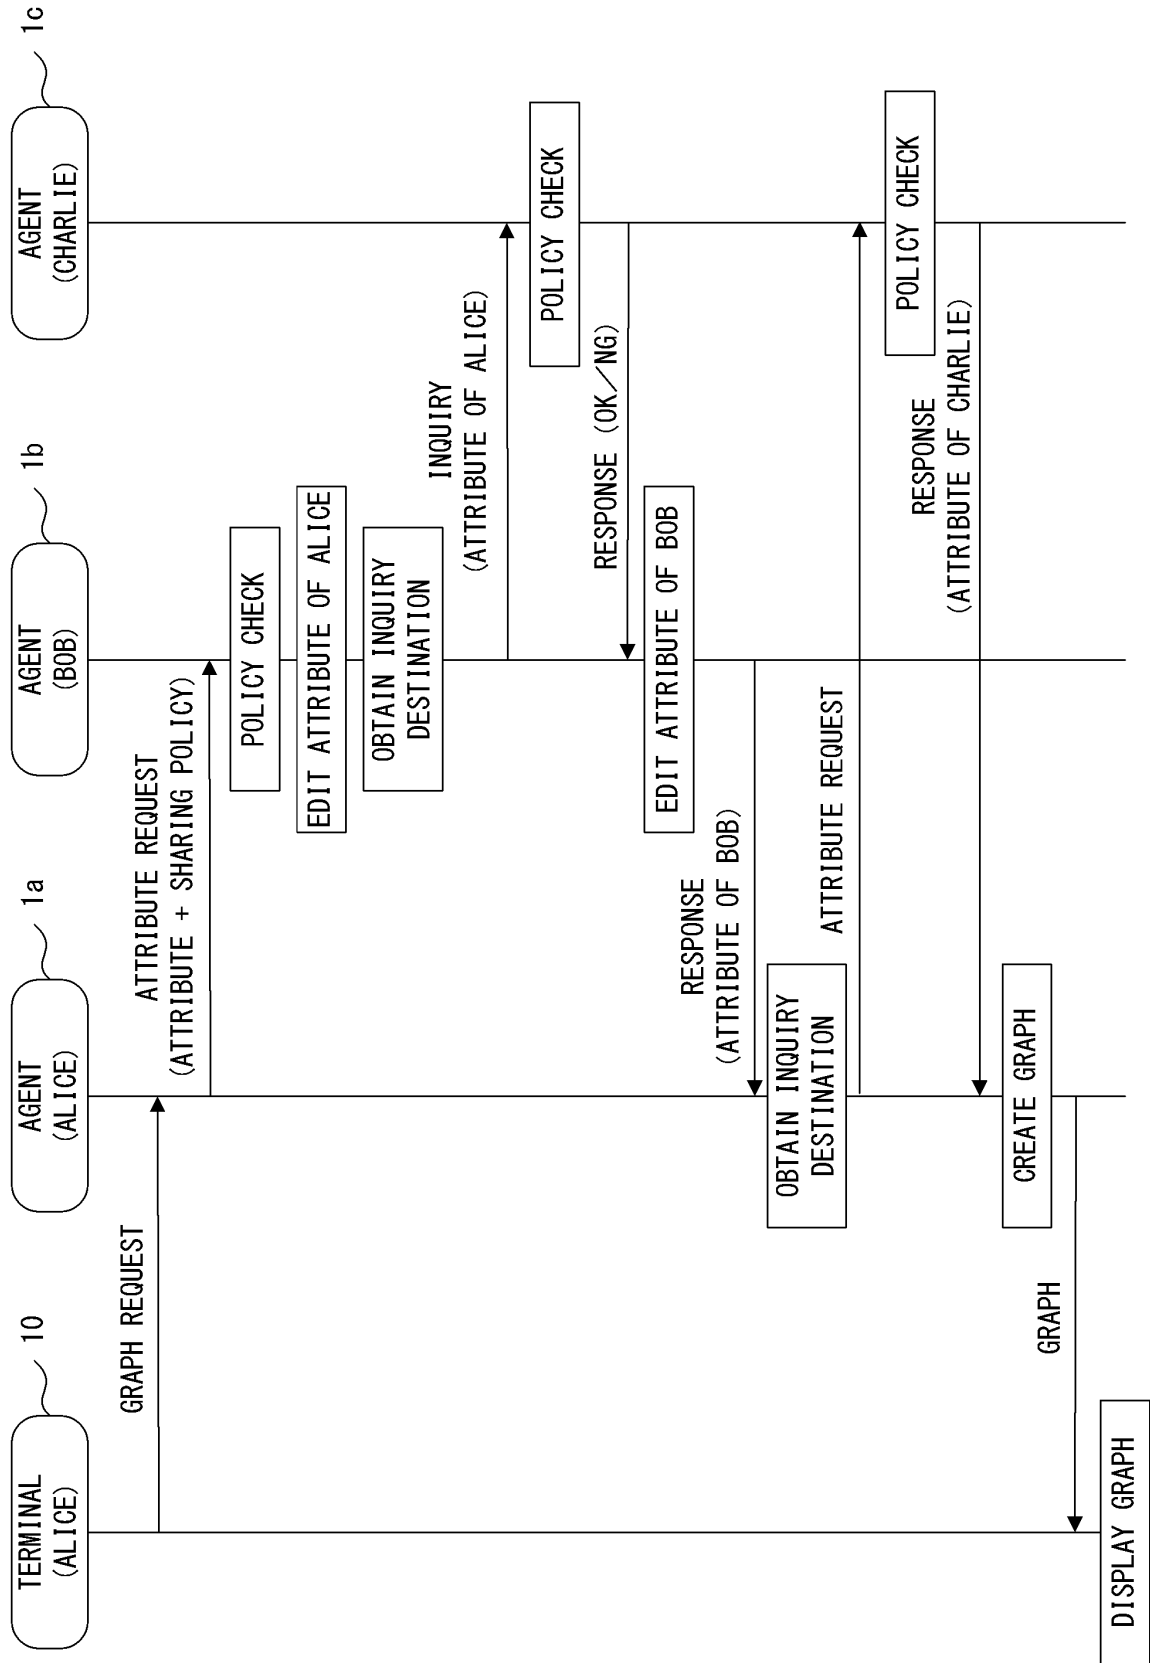 TERMINAL
(ALICE)
10
AGENT
(ALICE)
1a
AGENT
(BOB)
1b
AGENT
(CHARLIE)
1c
GRAPH REQUEST
ATTRIBUTE REQUEST
(ATTRIBUTE + SHARING POLICY)
POLICY CHECK
EDIT ATTRIBUTE OF ALICE
OBTAIN INQUIRY
DESTINATION
INQUIRY
(ATTRIBUTE OF ALICE)
POLICY CHECK
RESPONSE (OK/NG)
EDIT ATTRIBUTE OF BOB
RESPONSE
(ATTRIBUTE OF BOB)
OBTAIN INQUIRY
DESTINATION
ATTRIBUTE REQUEST
POLICY CHECK
RESPONSE
(ATTRIBUTE OF CHARLIE)
CREATE GRAPH
GRAPH
DISPLAY GRAPH